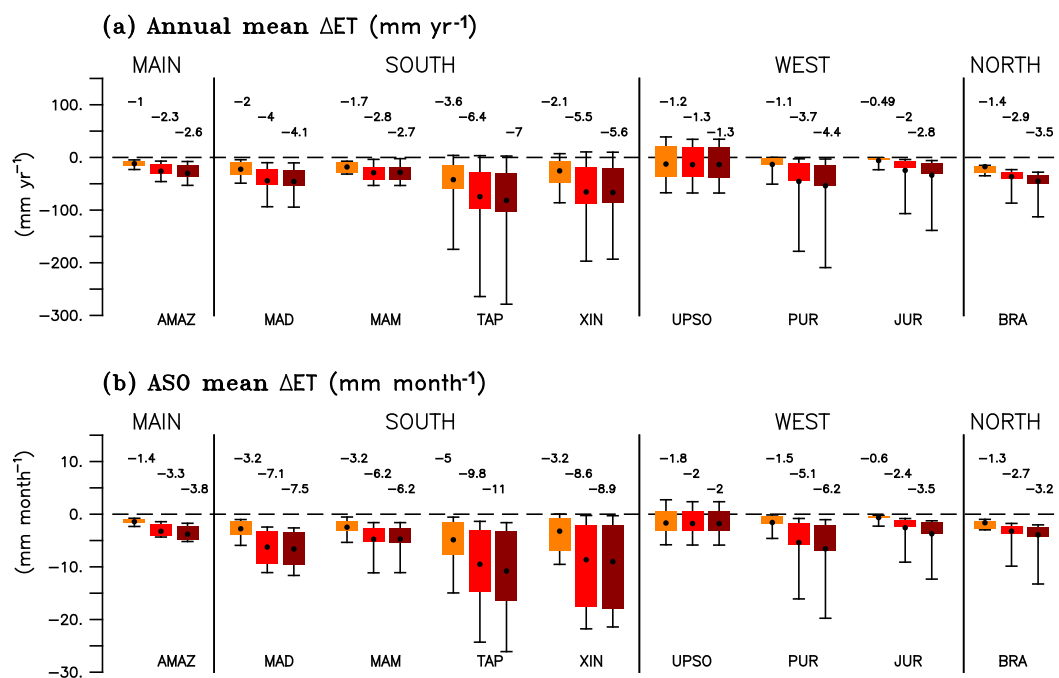 (a) Annual mean ΔET (mm yr⁻¹)
MAIN SOUTH WEST NORTH
100.
0.
−100.
−200.
−300.
(mm yr⁻¹)
−1 −2 −1.7 −3.6 −2.1 −1.2 −1.1 −0.49 −1.4
−2.3 −4 −2.8 −6.4 −5.5 −1.3 −3.7 −2 −2.9
−2.6 −4.1 −2.7 −7 −5.6 −1.3 −4.4 −2.8 −3.5
AMAZ MAD MAM TAP XIN UPSO PUR JUR BRA
(b) ASO mean ΔET (mm month⁻¹)
MAIN SOUTH WEST NORTH
10.
0.
−10.
−20.
−30.
(mm month⁻¹)
−1.4 −3.2 −3.2 −5 −3.2 −1.8 −1.5 −0.6 −1.3
−3.3 −7.1 −6.2 −9.8 −8.6 −2 −5.1 −2.4 −2.7
−3.8 −7.5 −6.2 −11 −8.9 −2 −6.2 −3.5 −3.2
AMAZ MAD MAM TAP XIN UPSO PUR JUR BRA